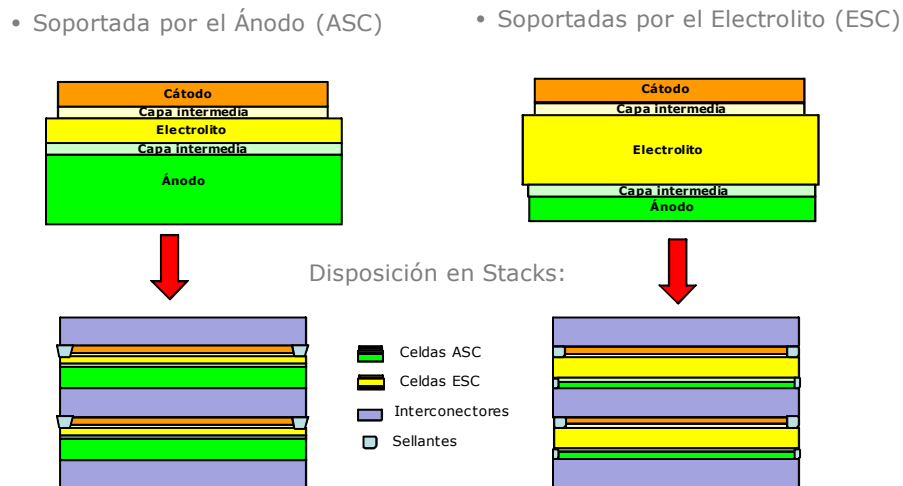 • Soportada por el Ánodo (ASC)
• Soportadas por el Electrolito (ESC)
Cátodo
Capa intermedia
Electrolito
Capa intermedia
Ánodo
Cátodo
Capa intermedia
Electrolito
Capa intermedia
Ánodo
Disposición en Stacks:
Celdas ASC
Celdas ESC
Interconectores
Sellantes